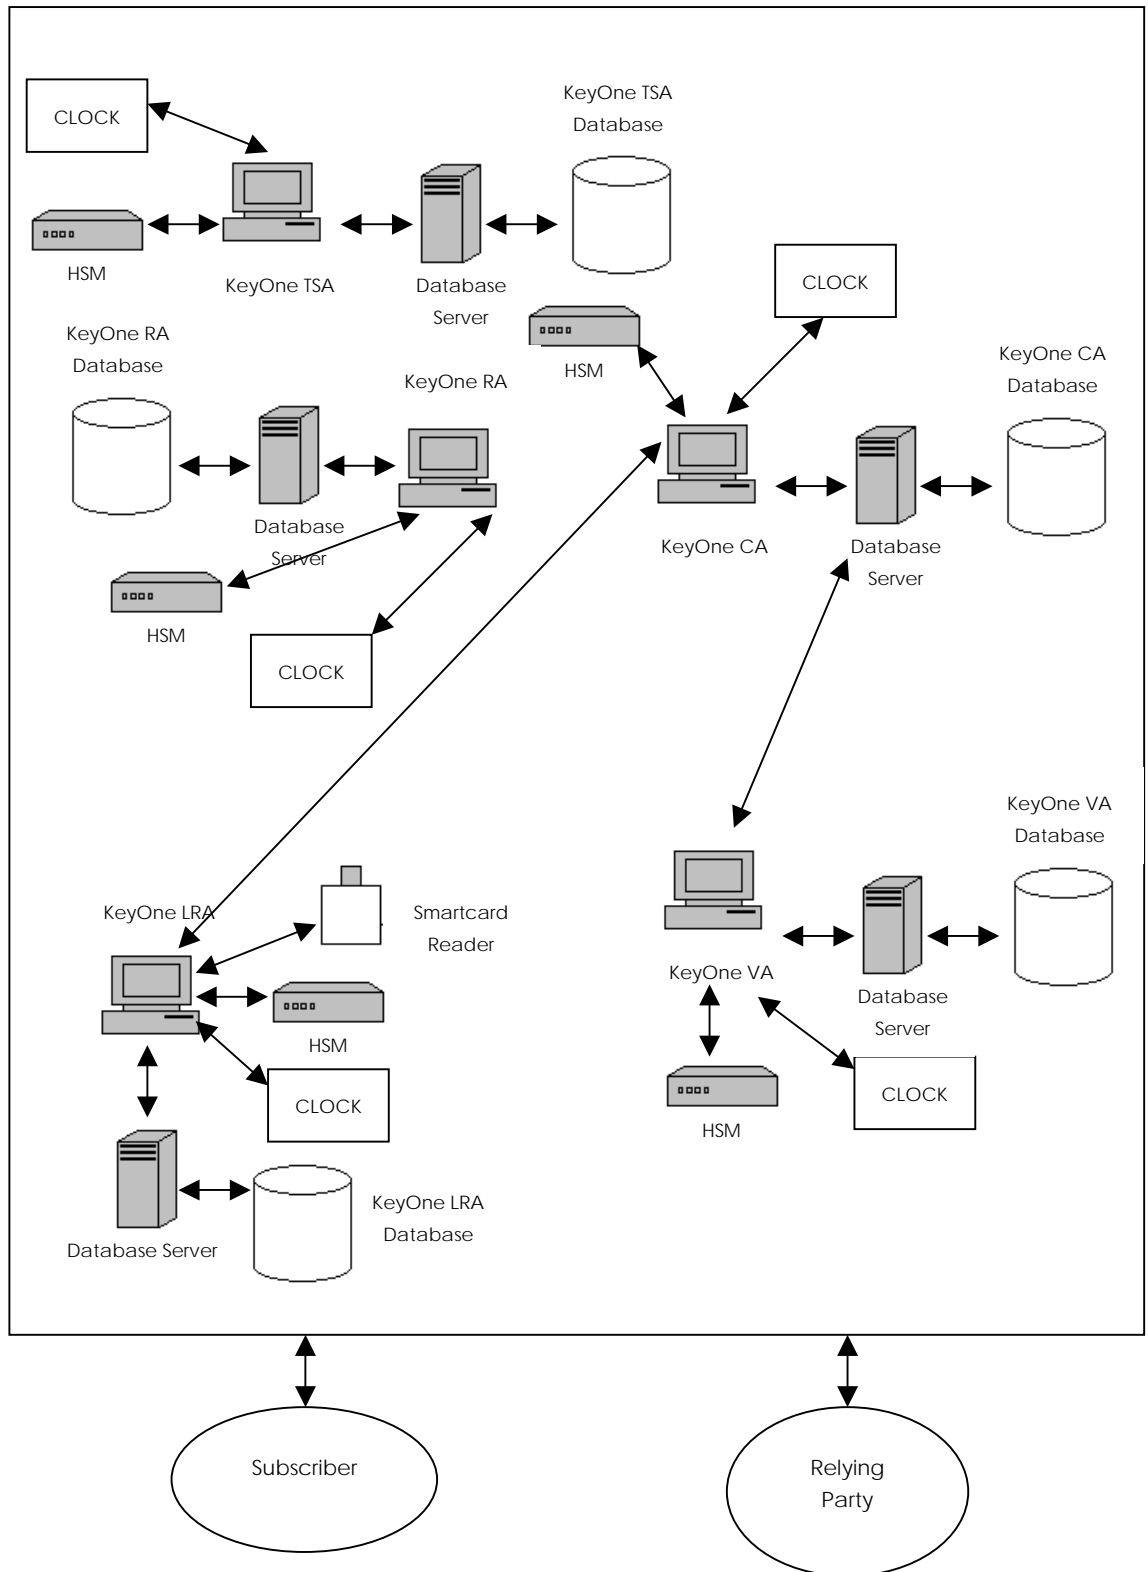 CLOCK
KeyOne TSA
Database
HSM
KeyOne TSA
Database
Server
CLOCK
HSM
KeyOne RA
Database
KeyOne RA
KeyOne CA
Database
Database
Server
HSM
CLOCK
KeyOne CA
Database
Server
KeyOne VA
Database
KeyOne LRA
Smartcard
Reader
HSM
CLOCK
KeyOne VA
Database
Server
HSM
CLOCK
Database Server
KeyOne LRA
Database
Subscriber
Relying
Party